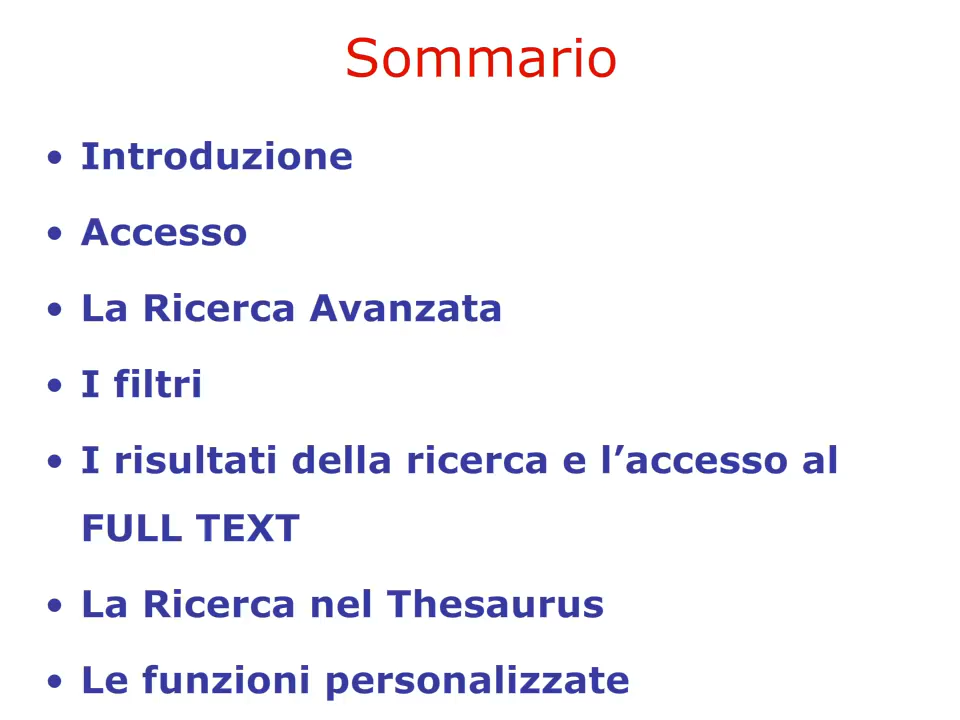 Sommario
• Introduzione
• Accesso
• La Ricerca Avanzata
• I filtri
• I risultati della ricerca e l’accesso al
FULL TEXT
• La Ricerca nel Thesaurus
• Le funzioni personalizzate